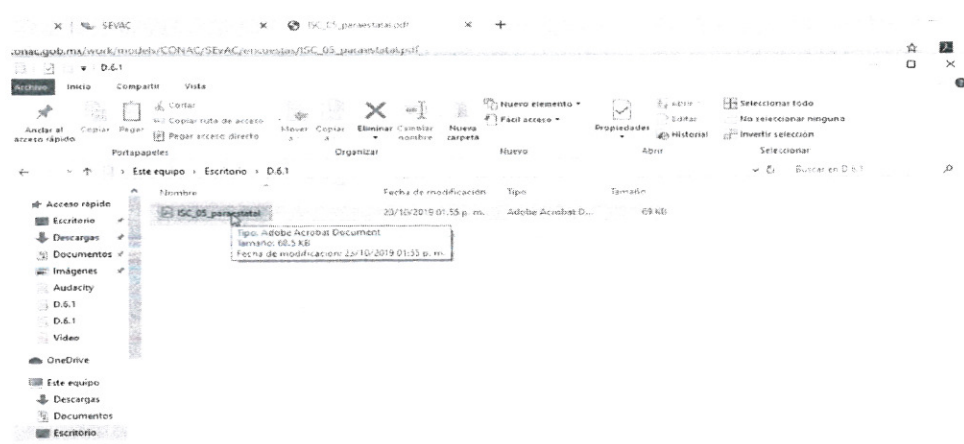 SEVAC
ISC_05_paraestatal.pdf
.onac.gob.mx/work/models/CONAC/SEvAC/encuestas/ISC_05_paraestatal.pdf
D.6.1
Archivo Inicio Compartir Vista
Anclar al acceso rápido
Copiar
Pegar
Cortar
Copiar ruta de acceso
Pegar acceso directo
Mover a
Copiar a
Eliminar
Cambiar nombre
Nueva carpeta
Nuevo elemento
Fácil acceso
Propiedades
Abrir
Editar
Historial
Seleccionar todo
No seleccionar ninguno
Invertir selección
Portapapeles Organizar Nuevo Abrir Seleccionar
Este equipo > Escritorio > D.6.1
Buscar en D.6.1
Nombre Fecha de modificación Tipo Tamaño
ISC_05_paraestatal 23/10/2019 01:55 p. m. Adobe Acrobat D... 69 KB
Tipo: Adobe Acrobat Document
Tamaño: 68.5 KB
Fecha de modificación: 23/10/2019 01:55 p. m.
Acceso rápido
Escritorio
Descargas
Documentos
Imágenes
Audacity
D.6.1
D.6.1
Video
OneDrive
Este equipo
Descargas
Documentos
Escritorio